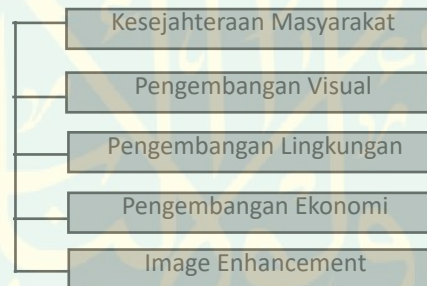 Kesejahteraan Masyarakat
Pengembangan Visual
Pengembangan Lingkungan
Pengembangan Ekonomi
Image Enhancement